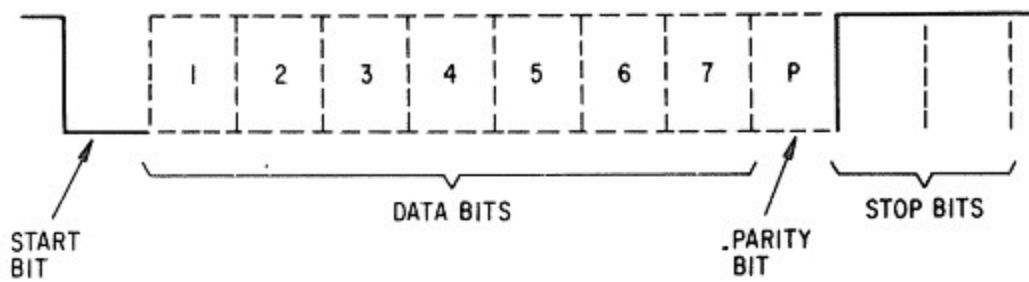 1 2 3 4 5 6 7 P
DATA BITS
STOP BITS
START
BIT
PARITY
BIT